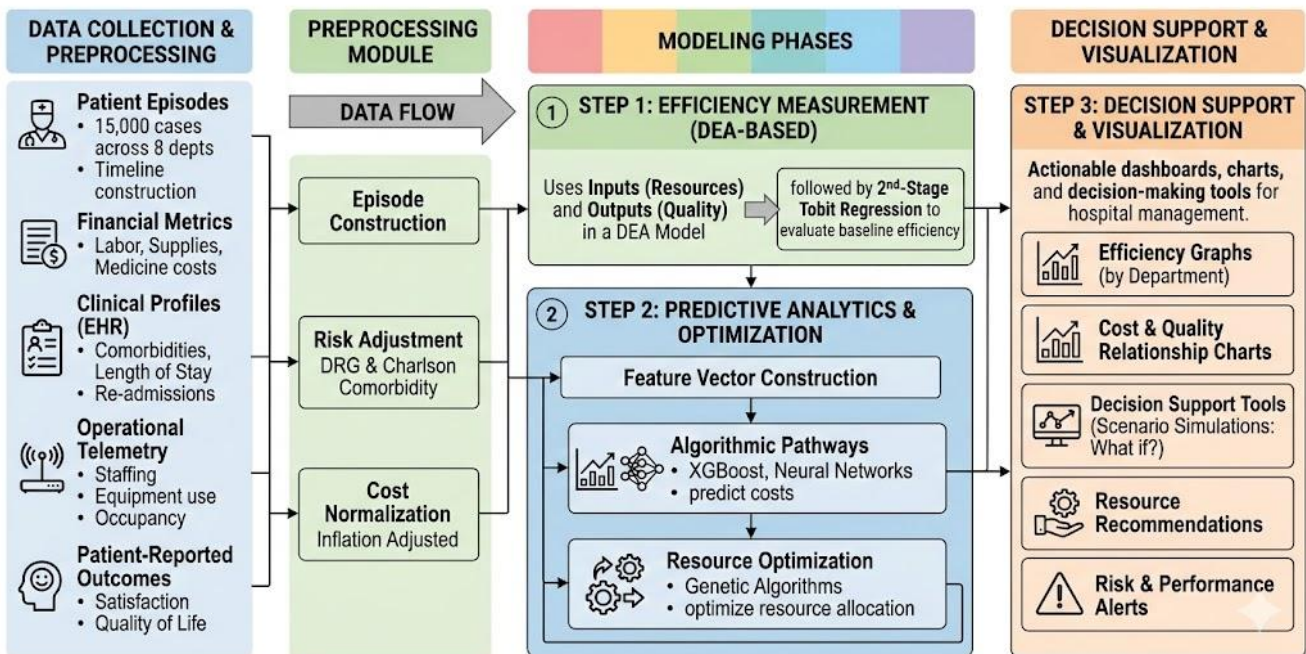 DATA COLLECTION &
PREPROCESSING
Patient Episodes
• 15,000 cases
across 8 depts
• Timeline
construction
Financial Metrics
• Labor, Supplies,
Medicine costs
Clinical Profiles
(EHR)
• Comorbidities,
Length of Stay
• Re-admissions
Operational
Telemetry
• Staffing
• Equipment use
• Occupancy
Patient-Reported
Outcomes
• Satisfaction
• Quality of Life
PREPROCESSING
MODULE
DATA FLOW
Episode
Construction
Risk Adjustment
DRG & Charlson
Comorbidity
Cost
Normalization
Inflation Adjusted
MODELING PHASES
1 STEP 1: EFFICIENCY MEASUREMENT
(DEA-BASED)
Uses Inputs (Resources)
and Outputs (Quality)
in a DEA Model
followed by 2nd-Stage
Tobit Regression to
evaluate baseline efficiency
2 STEP 2: PREDICTIVE ANALYTICS &
OPTIMIZATION
Feature Vector Construction
Algorithmic Pathways
• XGBoost, Neural Networks
• predict costs
Resource Optimization
• Genetic Algorithms
• optimize resource allocation
DECISION SUPPORT &
VISUALIZATION
STEP 3: DECISION SUPPORT
& VISUALIZATION
Actionable dashboards, charts,
and decision-making tools for
hospital management.
Efficiency Graphs
(by Department)
Cost & Quality
Relationship Charts
Decision Support Tools
(Scenario Simulations:
What if?)
Resource
Recommendations
Risk & Performance
Alerts